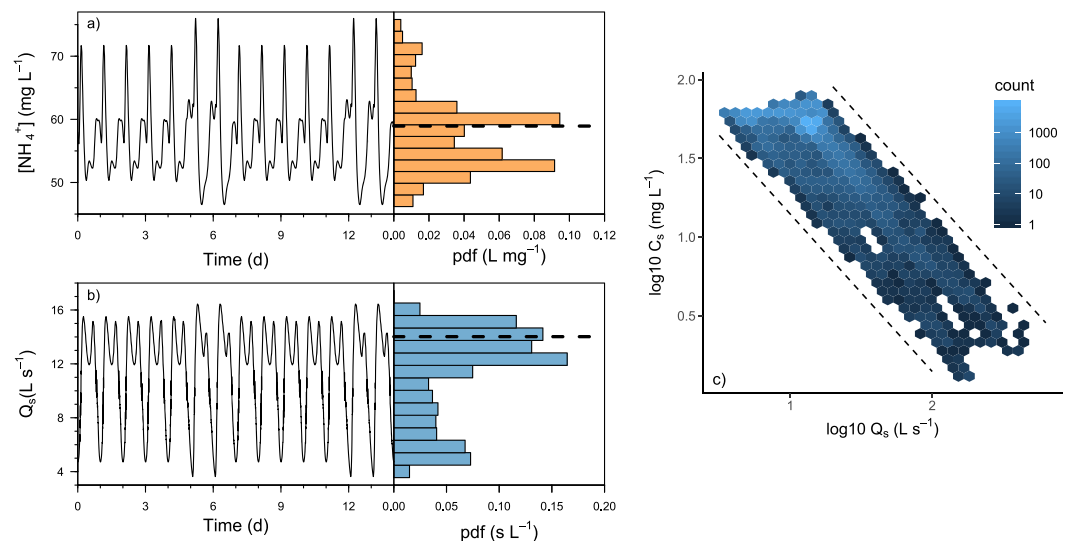 a)
[NH₄⁺] (mg L⁻¹)
70
60
50
0 3 6 9 12
Time (d)
0.00 0.02 0.04 0.06 0.08 0.10 0.12
pdf (L mg⁻¹)
b)
Qₛ(L s⁻¹)
16
12
8
4
0 3 6 9 12
Time (d)
0.00 0.05 0.10 0.15 0.20
pdf (s L⁻¹)
log10 Cₛ (mg L⁻¹)
2.0
1.5
1.0
0.5
count
1000
100
10
1
c)
1 2
log10 Qₛ (L s⁻¹)